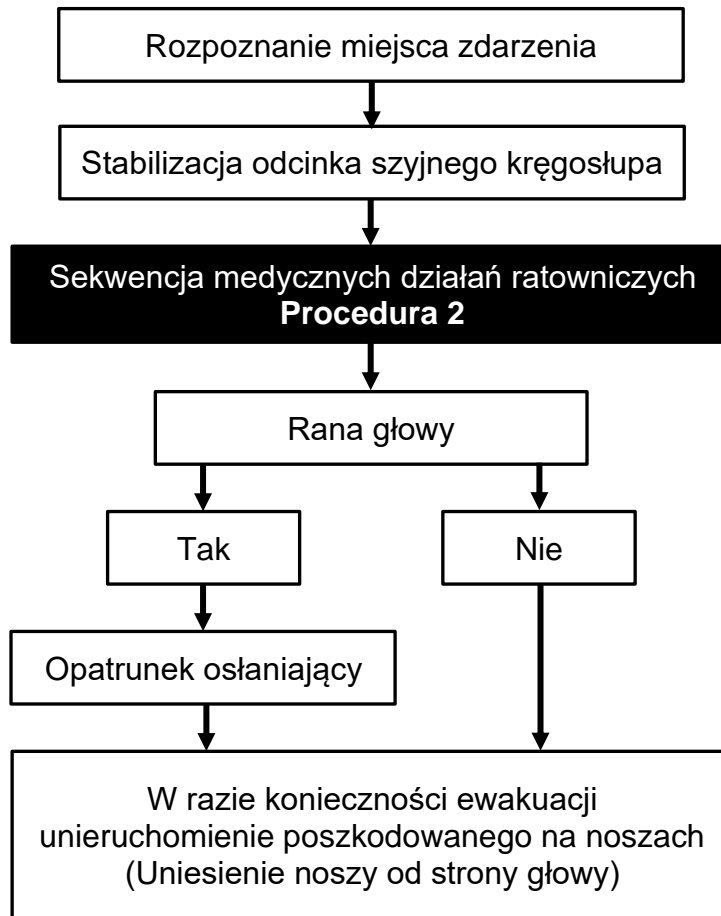 Rozpoznanie miejsca zdarzenia
Stabilizacja odcinka szyjnego kręgosłupa
Sekwencja medycznych działań ratowniczych
Procedura 2
Rana głowy
Tak
Nie
Opatrunek osłaniający
W razie konieczności ewakuacji
unieruchomienie poszkodowanego na noszach
(Uniesienie noszy od strony głowy)